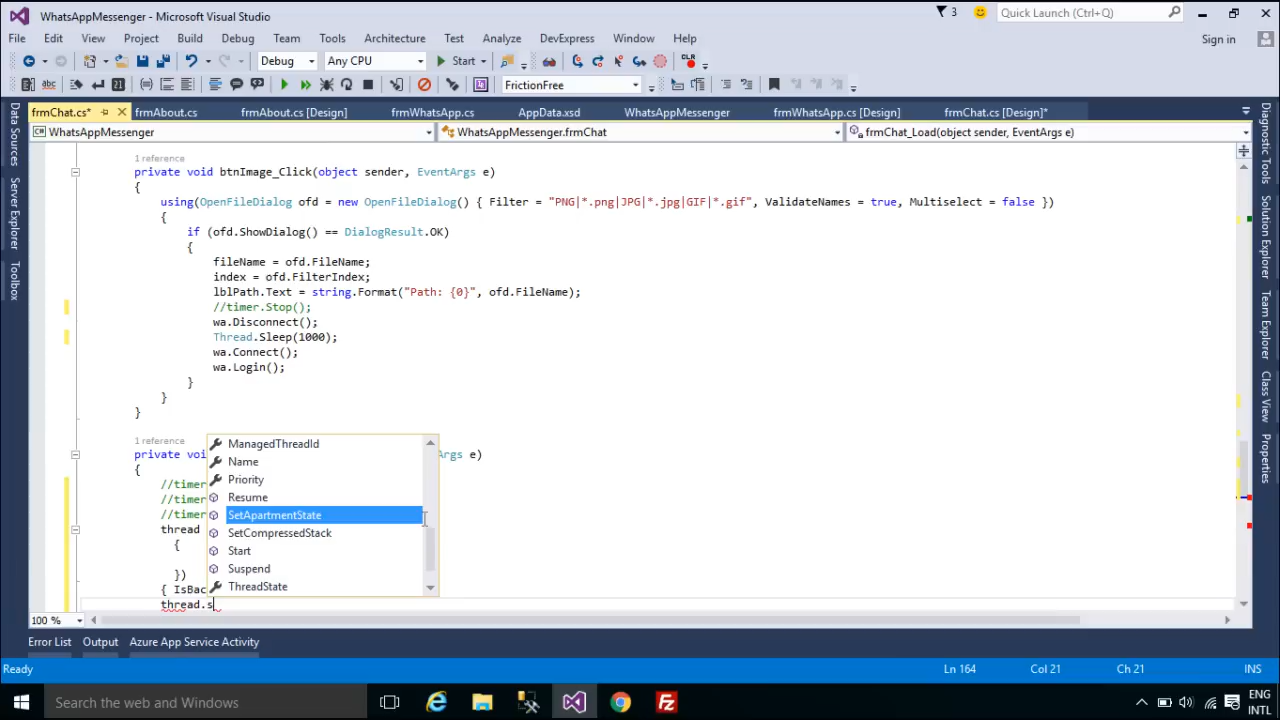 WhatsAppMessenger - Microsoft Visual Studio
3
Quick Launch (Ctrl+Q)
File Edit View Project Build Debug Team Tools Architecture Test Analyze DevExpress Window Help
Sign in
Debug Any CPU Start
CLR
FrictionFree
frmChat.cs* frmAbout.cs frmAbout.cs [Design] frmWhatsApp.cs AppData.xsd WhatsAppMessenger frmWhatsApp.cs [Design] frmChat.cs [Design]*
WhatsAppMessenger WhatsAppMessenger.frmChat frmChat_Load(object sender, EventArgs e)
Data Sources
Server Explorer
Toolbox
Diagnostic Tools
Solution Explorer
Team Explorer
Class View
Properties
1 reference
private void btnImage_Click(object sender, EventArgs e)
{
using(OpenFileDialog ofd = new OpenFileDialog() { Filter = "PNG|*.png|JPG|*.jpg|GIF|*.gif", ValidateNames = true, Multiselect = false })
{
if (ofd.ShowDialog() == DialogResult.OK)
{
fileName = ofd.FileName;
index = ofd.FilterIndex;
lblPath.Text = string.Format("Path: {0}", ofd.FileName);
//timer.Stop();
wa.Disconnect();
Thread.Sleep(1000);
wa.Connect();
wa.Login();
}
}
}
1 reference
private voi Args e)
{
//timer
//timer
//timer
thread
{
})
{ IsBac
thread.s
ManagedThreadId
Name
Priority
Resume
SetApartmentState
SetCompressedStack
Start
Suspend
ThreadState
100 %
Error List Output Azure App Service Activity
Ready Ln 164 Col 21 Ch 21 INS
Search the web and Windows
ENG
INTL